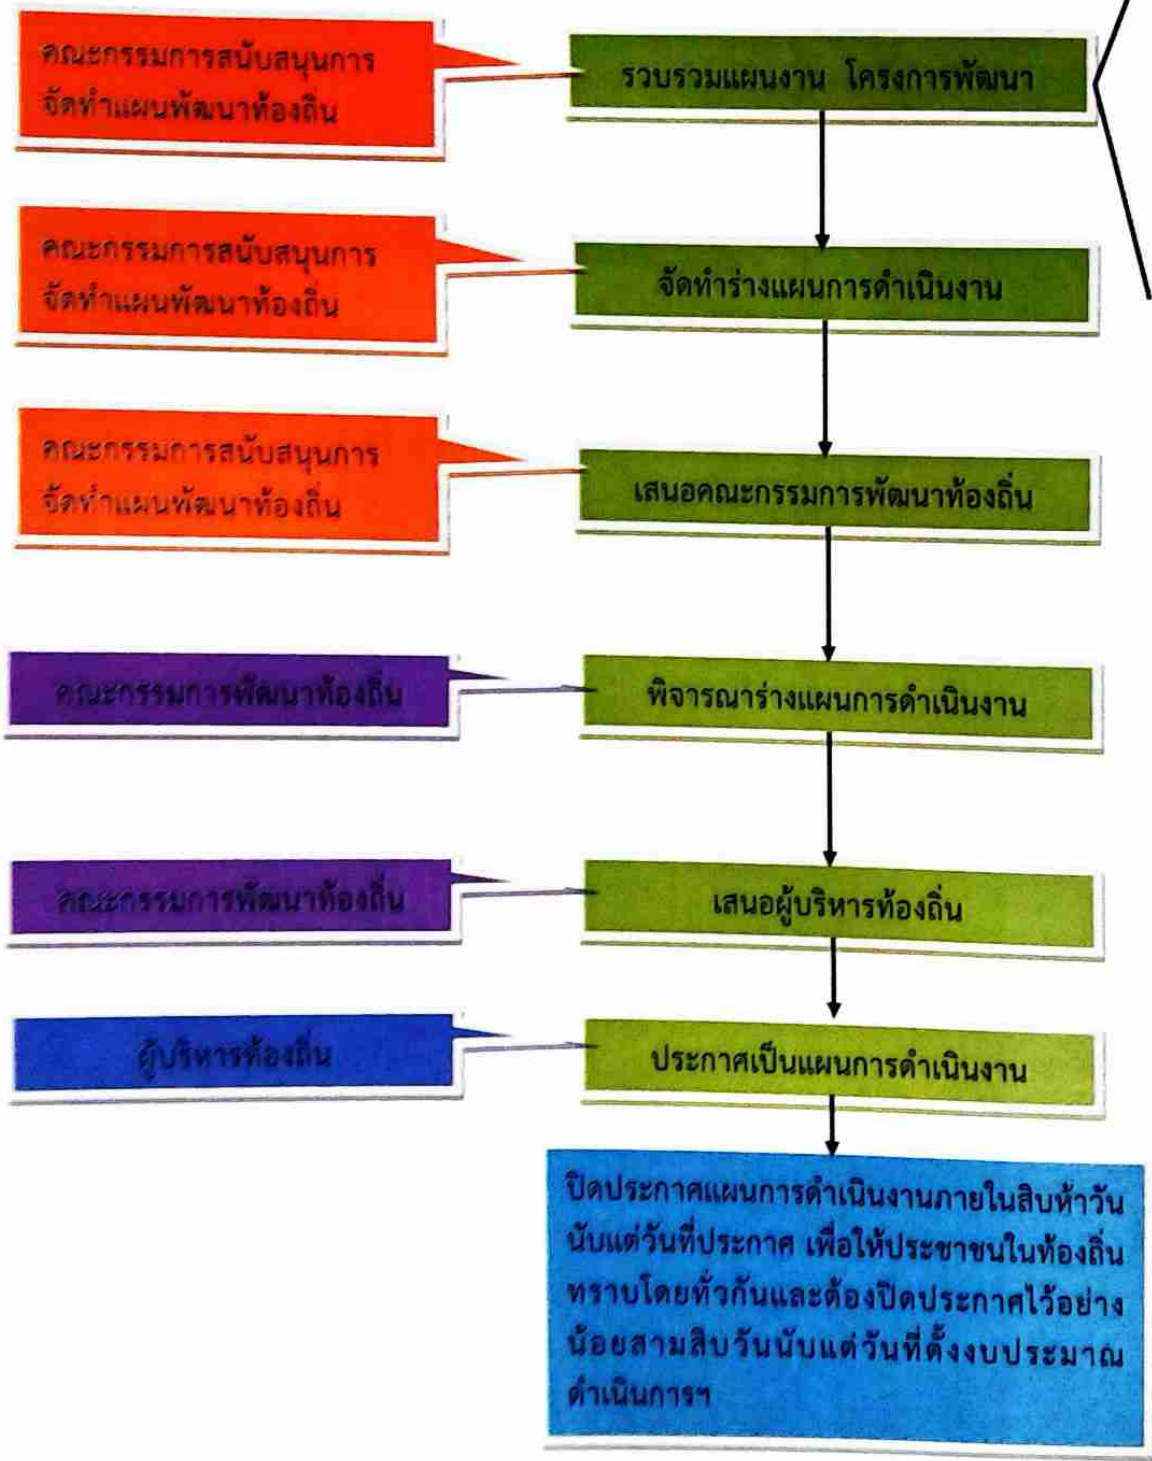 คณะกรรมการสนับสนุนการ
จัดทำแผนพัฒนาท้องถิ่น
รวบรวมแผนงาน โครงการพัฒนา
คณะกรรมการสนับสนุนการ
จัดทำแผนพัฒนาท้องถิ่น
จัดทำร่างแผนการดำเนินงาน
คณะกรรมการสนับสนุนการ
จัดทำแผนพัฒนาท้องถิ่น
เสนอคณะกรรมการพัฒนาท้องถิ่น
คณะกรรมการพัฒนาท้องถิ่น
พิจารณาร่างแผนการดำเนินงาน
คณะกรรมการพัฒนาท้องถิ่น
เสนอผู้บริหารท้องถิ่น
ผู้บริหารท้องถิ่น
ประกาศเป็นแผนการดำเนินงาน
ปิดประกาศแผนการดำเนินงานภายในสิบห้าวัน
นับแต่วันที่ประกาศ เพื่อให้ประชาชนในท้องถิ่น
ทราบโดยทั่วกันและต้องปิดประกาศไว้อย่าง
น้อยสามสิบวันนับแต่วันที่ตั้งงบประมาณ
ดำเนินการฯ